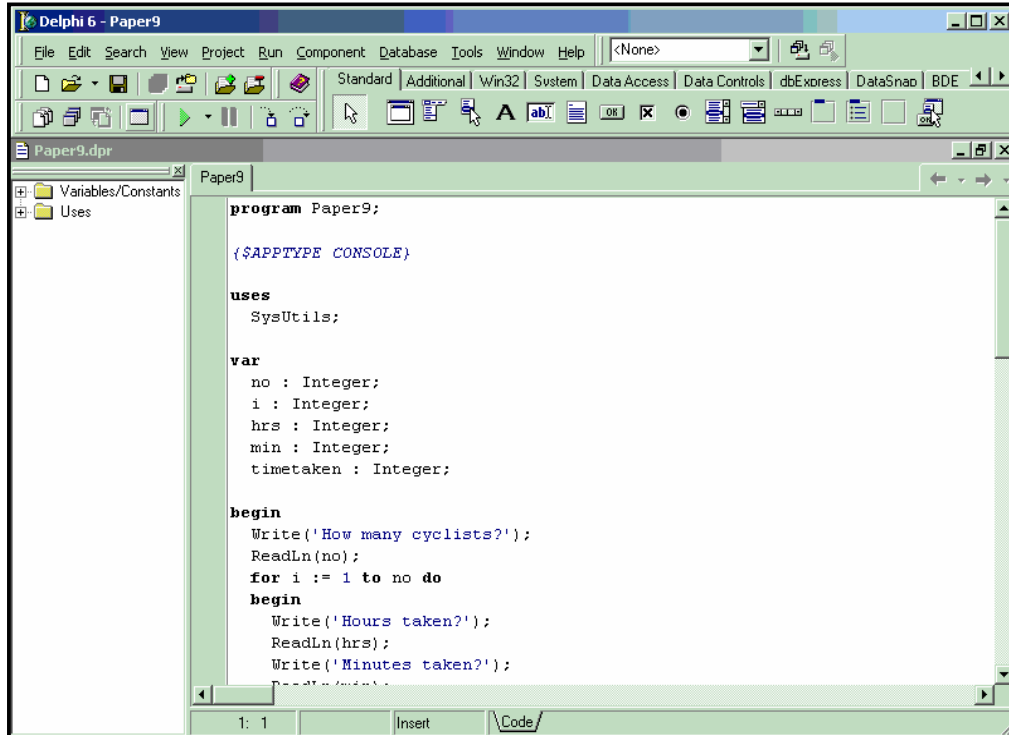 Delphi 6 - Paper9
File Edit Search View Project Run Component Database Tools Window Help <None>
Standard Additional Win32 System Data Access Data Controls dbExpress DataSnap BDE
A ab OK OK
Paper9.dpr
Variables/Constants
Uses
Paper9
program Paper9;
{$APPTYPE CONSOLE}
uses
SysUtils;
var
no : Integer;
i : Integer;
hrs : Integer;
min : Integer;
timetaken : Integer;
begin
Write('How many cyclists?');
ReadLn(no);
for i := 1 to no do
begin
Write('Hours taken?');
ReadLn(hrs);
Write('Minutes taken?');
1: 1 Insert Code